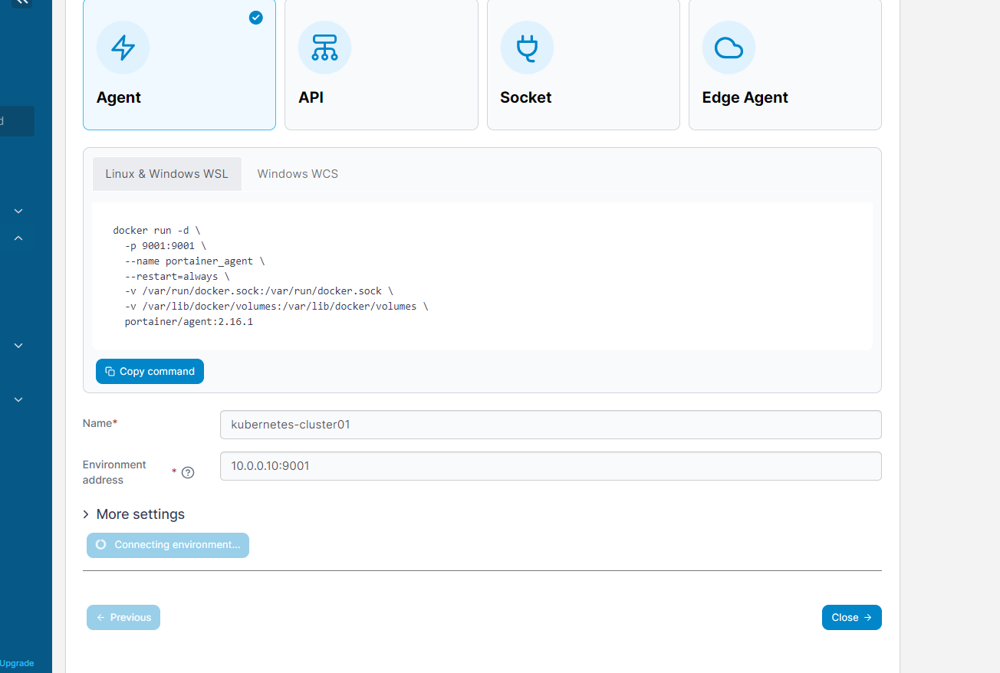 Agent
API
Socket
Edge Agent
d
Linux & Windows WSL
Windows WCS
docker run -d \
-p 9001:9001 \
--name portainer_agent \
--restart=always \
-v /var/run/docker.sock:/var/run/docker.sock \
-v /var/lib/docker/volumes:/var/lib/docker/volumes \
portainer/agent:2.16.1
Copy command
Name*
kubernetes-cluster01
Environment address *
10.0.0.10:9001
More settings
Connecting environment...
Previous
Close
Upgrade